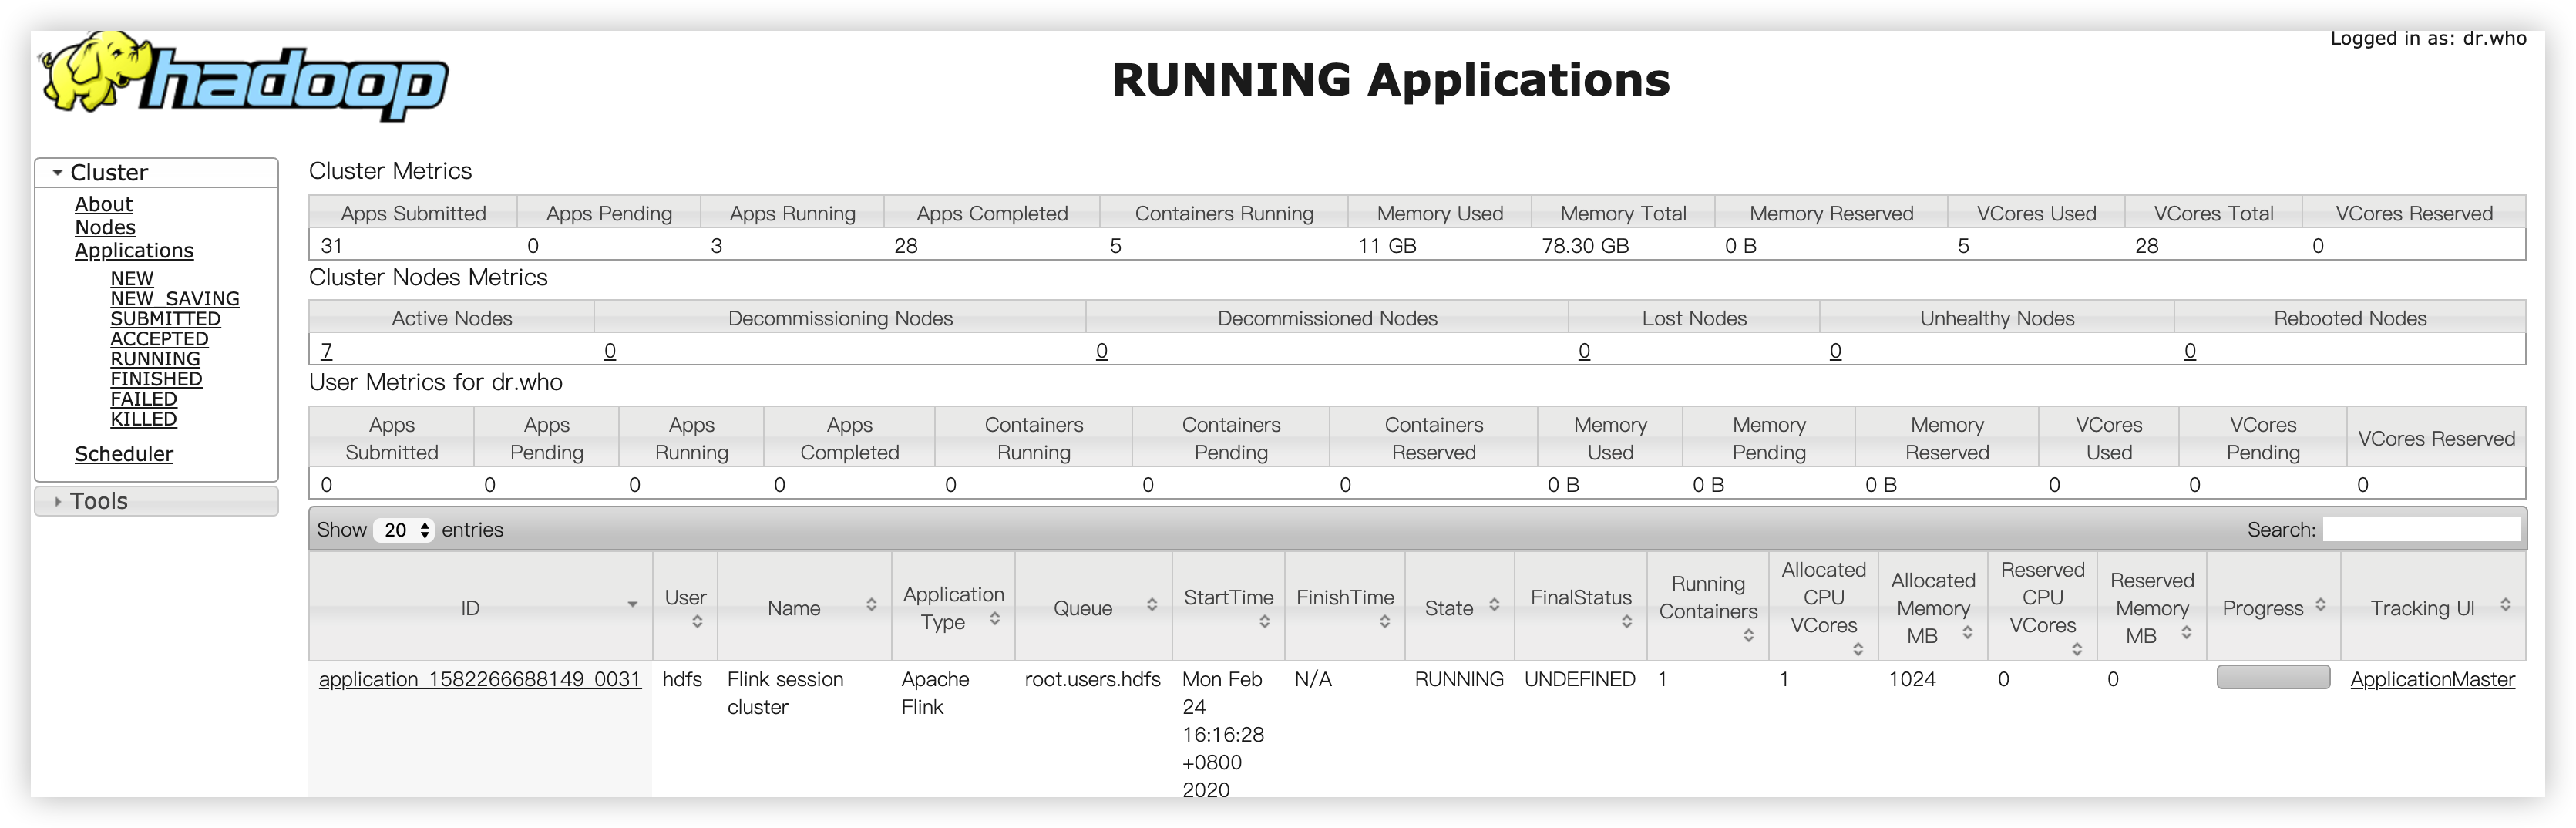 hadoop
Logged in as: dr.who
RUNNING Applications
Cluster
About
Nodes
Applications
NEW
NEW_SAVING
SUBMITTED
ACCEPTED
RUNNING
FINISHED
FAILED
KILLED
Scheduler
Tools
Cluster Metrics
Apps Submitted Apps Pending Apps Running Apps Completed Containers Running Memory Used Memory Total Memory Reserved VCores Used VCores Total VCores Reserved
31 0 3 28 5 11 GB 78.30 GB 0 B 5 28 0
Cluster Nodes Metrics
Active Nodes Decommissioning Nodes Decommissioned Nodes Lost Nodes Unhealthy Nodes Rebooted Nodes
7 0 0 0 0 0
User Metrics for dr.who
Apps Submitted Apps Pending Apps Running Apps Completed Containers Running Containers Pending Containers Reserved Memory Used Memory Pending Memory Reserved VCores Used VCores Pending VCores Reserved
0 0 0 0 0 0 0 0 B 0 B 0 B 0 0 0
Show 20 entries Search:
ID User Name Application Type Queue StartTime FinishTime State FinalStatus Running Containers Allocated CPU VCores Allocated Memory MB Reserved CPU VCores Reserved Memory MB Progress Tracking UI
application_1582266688149_0031 hdfs Flink session Apache root.users.hdfs Mon Feb N/A RUNNING UNDEFINED 1 1 1024 0 0 ApplicationMaster
cluster Flink 24
16:16:28
+0800
2020